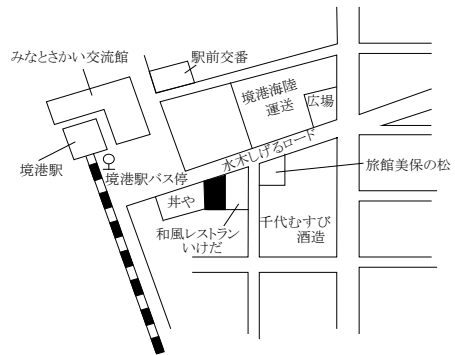 みなとさかい交流館
駅前交番
境港海陸
運送
広場
水木しげるロード
境港駅
境港駅バス停
旅館美保の松
丼や
和風レストラン
いけだ
千代むすび
酒造